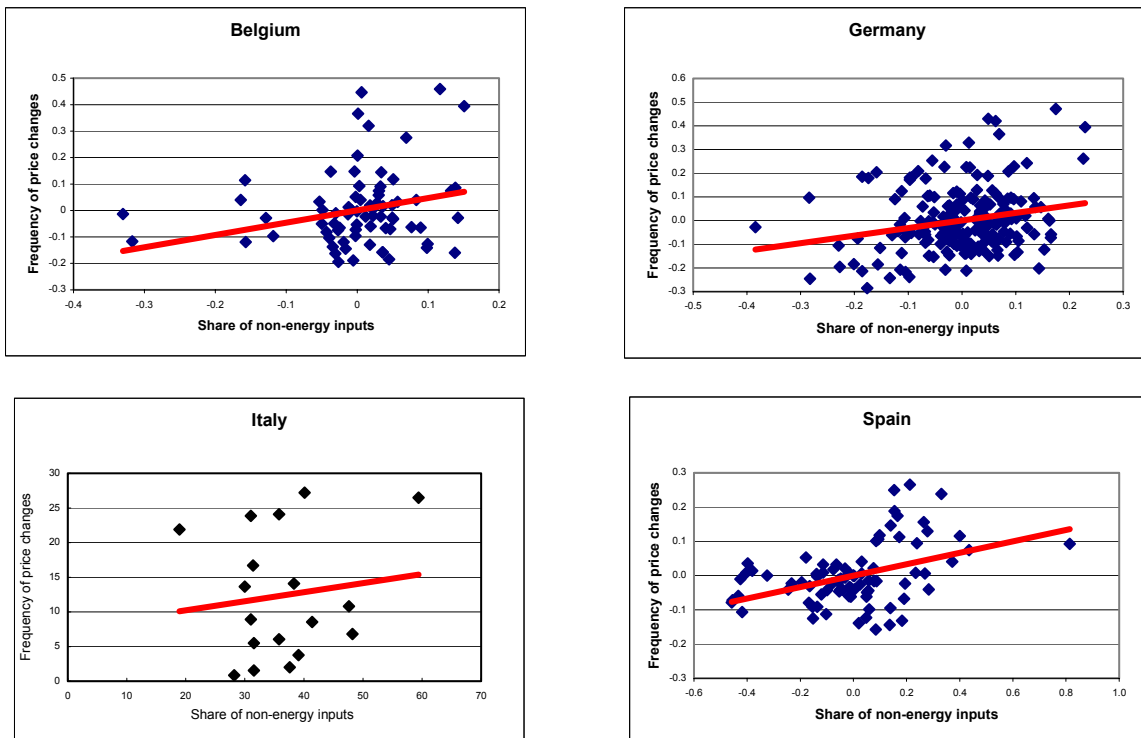 Belgium
Frequency of price changes
0.5
0.4
0.3
0.2
0.1
0.0
-0.1
-0.2
-0.3
-0.4 -0.3 -0.2 -0.1 0.0 0.1 0.2
Share of non-energy inputs
Germany
Frequency of price changes
0.6
0.5
0.4
0.3
0.2
0.1
0.0
-0.1
-0.2
-0.3
-0.4 -0.3 -0.2 -0.1 0.0 0.1 0.2 0.3
Share of non-energy inputs
Italy
Frequency of price changes
30
25
20
15
10
5
0
0 10 20 30 40 50 60 70
Share of non-energy inputs
Spain
Frequency of price changes
0.3
0.2
0.1
0.0
-0.1
-0.2
-0.3
-0.6 -0.4 -0.2 0.0 0.2 0.4 0.6 0.8 1.0
Share of non-energy inputs